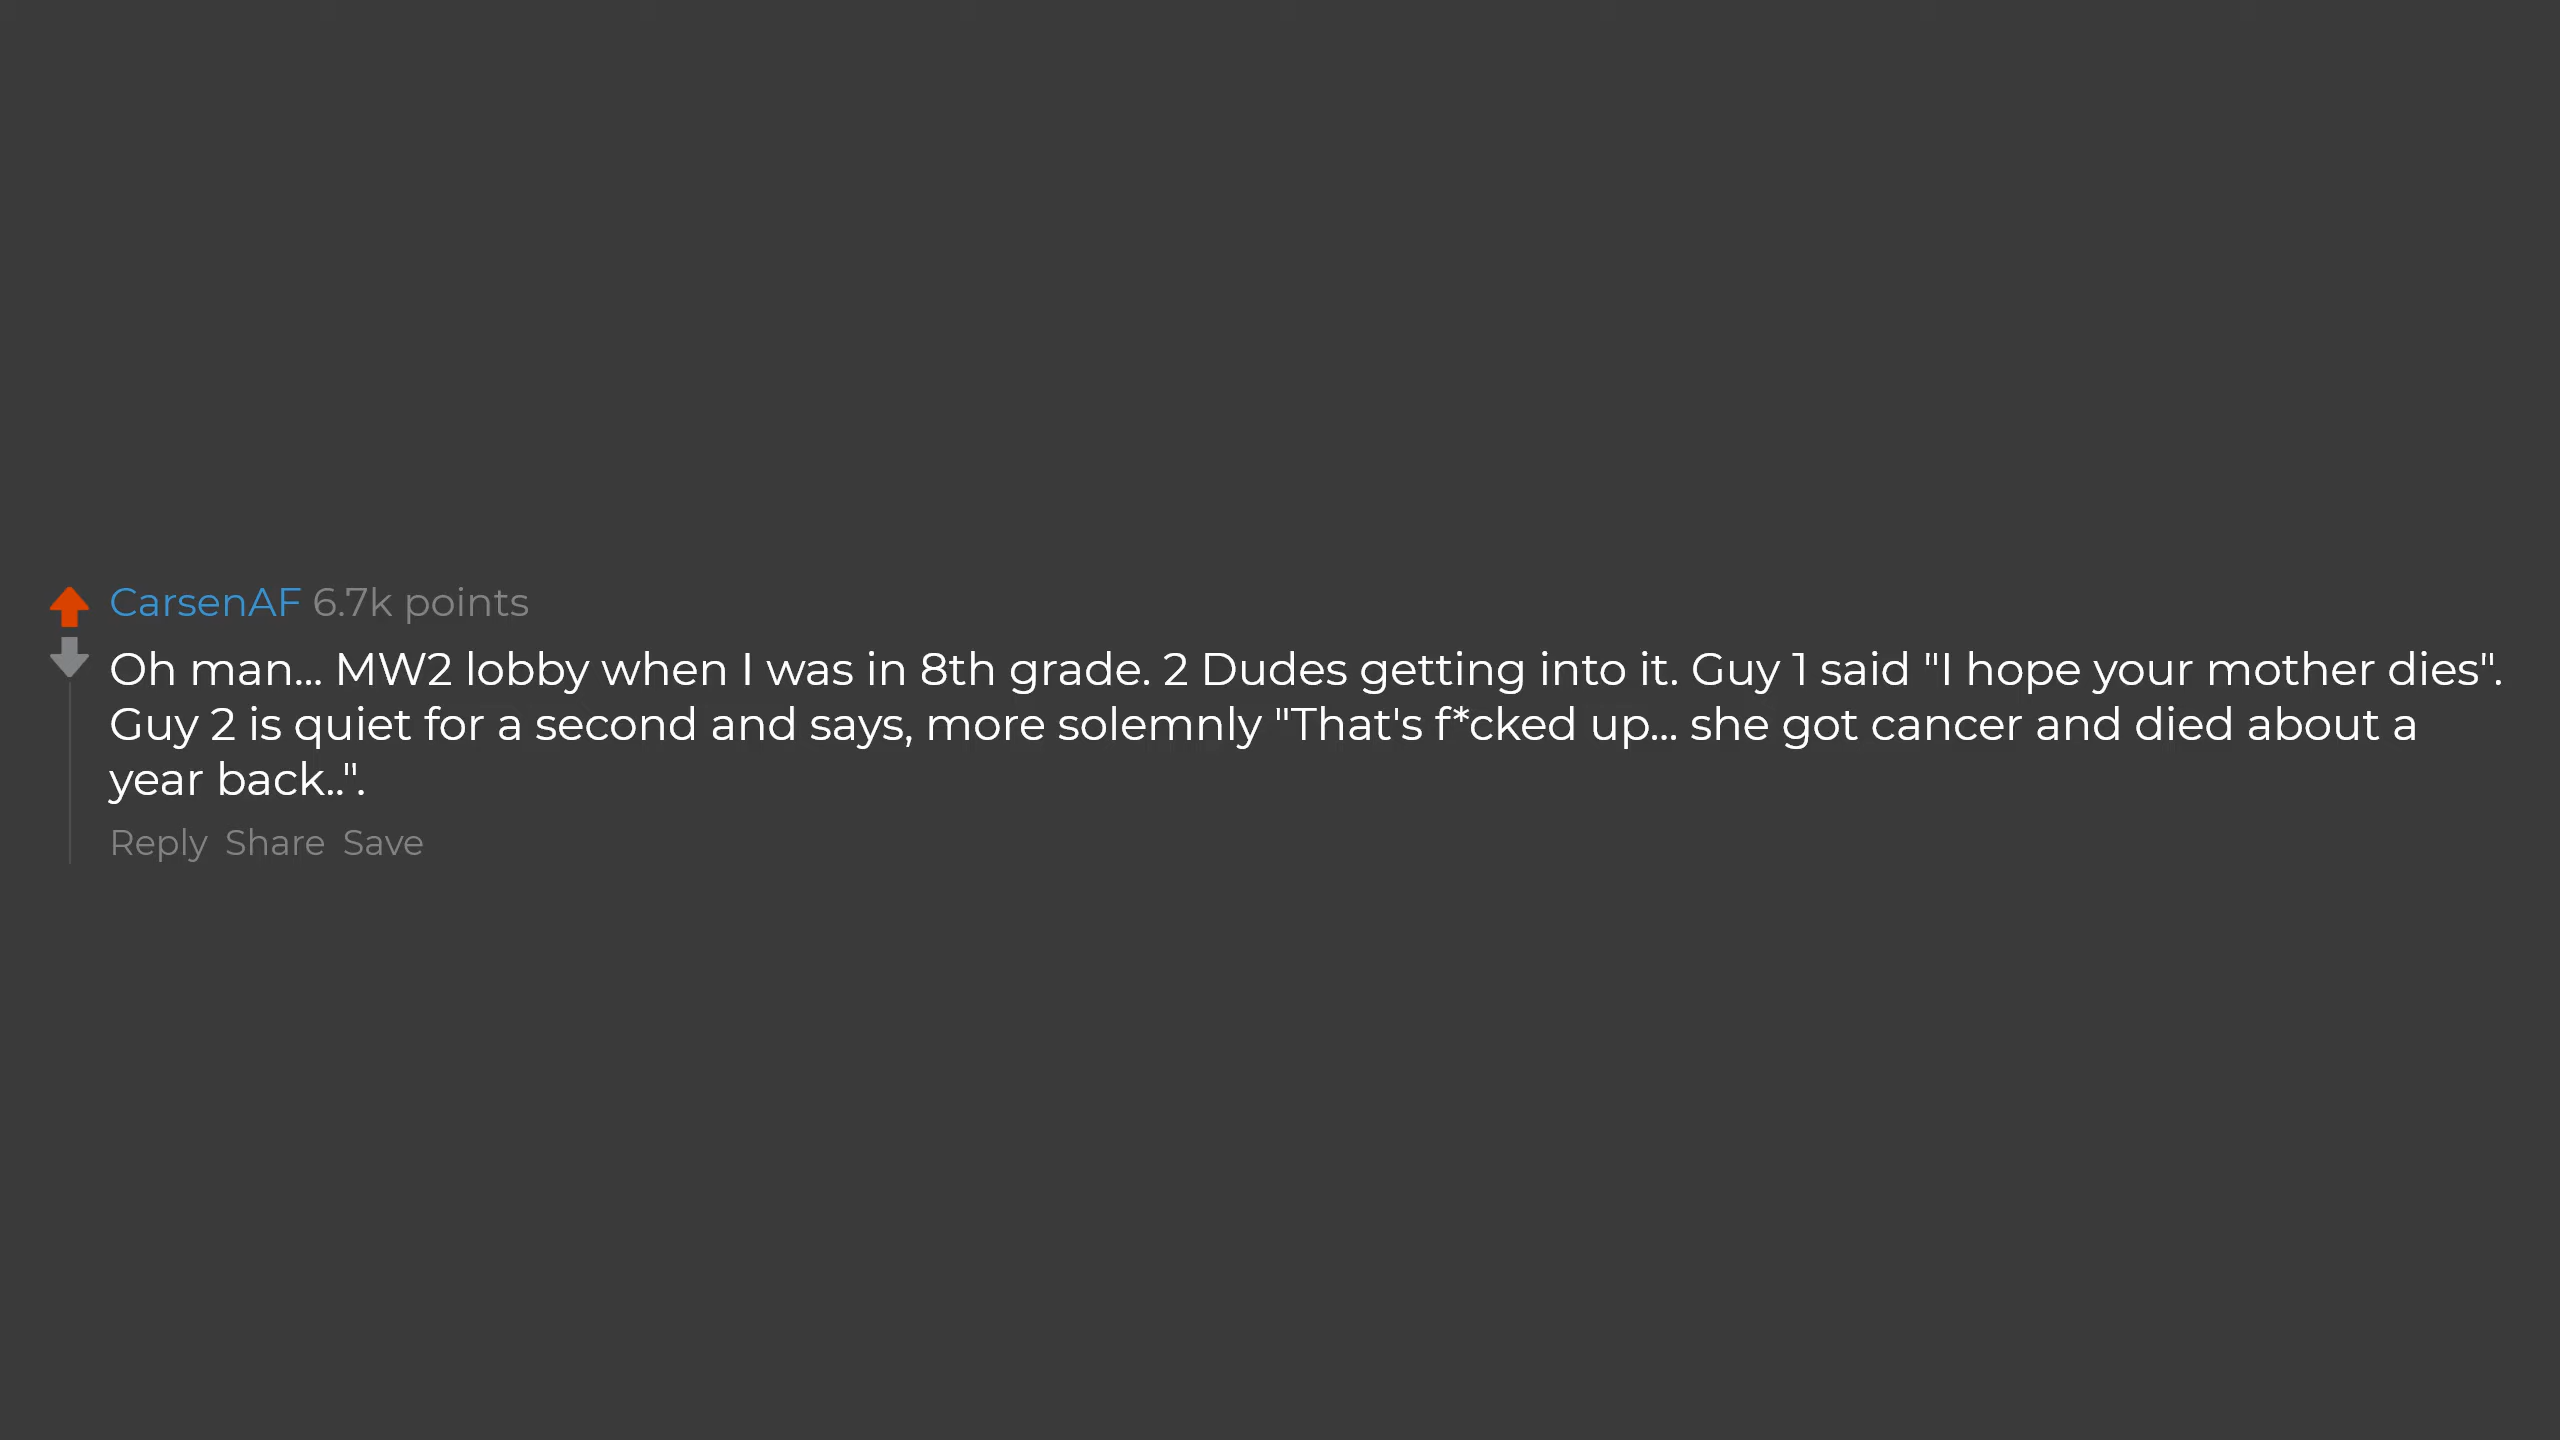 CarsenAF 6.7k points
Oh man... MW2 lobby when I was in 8th grade. 2 Dudes getting into it. Guy 1 said "I hope your mother dies".
Guy 2 is quiet for a second and says, more solemnly "That's f*cked up... she got cancer and died about a
year back..".
Reply Share Save